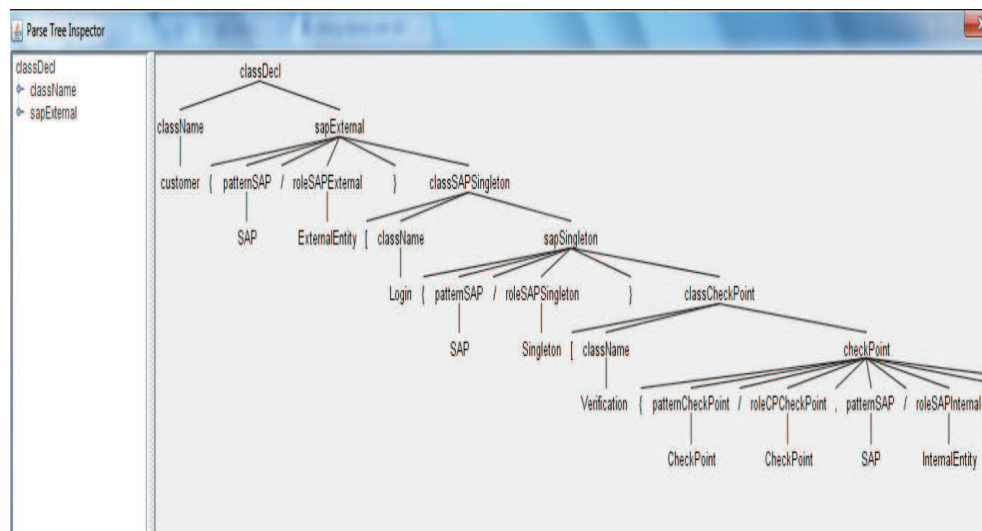 Parse Tree Inspector
classDecl
className
sapExternal
classDecl
className sapExternal
customer { patternSAP / roleSAPExternal } classSAPSingleton
SAP ExternalEntity [ className sapSingleton
Login { patternSAP / roleSAPSingleton } classCheckPoint
SAP Singleton [ className checkPoint
Verification { patternCheckPoint / roleCPCheckPoint , patternSAP / roleSAPInternal
CheckPoint CheckPoint SAP InternalEntity